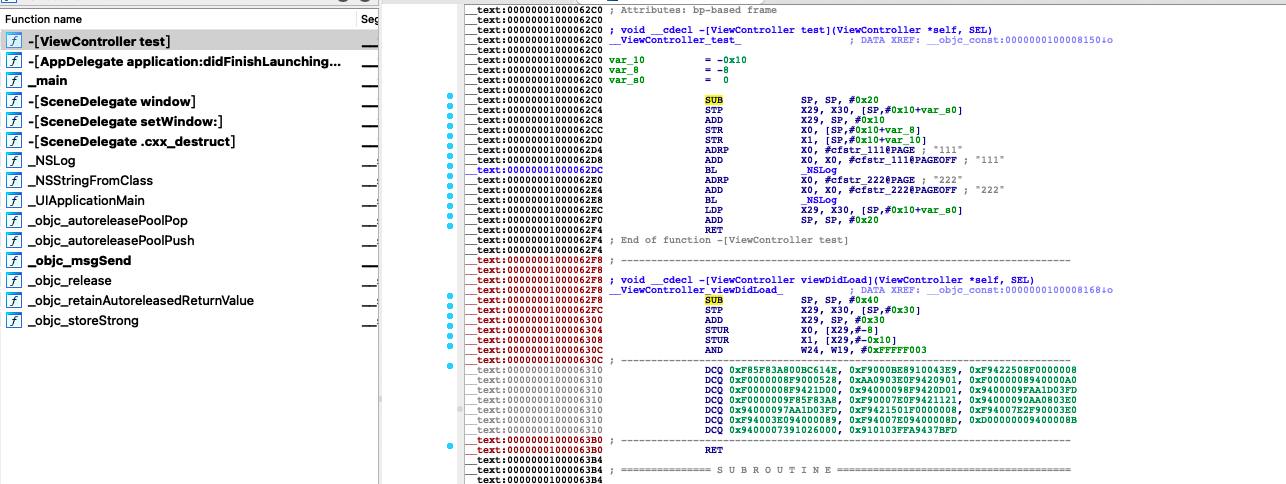 Function name
Seg
f -[ViewController test]
f -[AppDelegate application:didFinishLaunching...
f _main
f -[SceneDelegate window]
f -[SceneDelegate setWindow:]
f -[SceneDelegate .cxx_destruct]
f _NSLog
f _NSStringFromClass
f _UIApplicationMain
f _objc_autoreleasePoolPop
f _objc_autoreleasePoolPush
f _objc_msgSend
f _objc_release
f _objc_retainAutoreleasedReturnValue
f _objc_storeStrong
__text:00000001000062C0 ; Attributes: bp-based frame
__text:00000001000062C0
__text:00000001000062C0 ; void __cdecl -[ViewController test](ViewController *self, SEL)
__text:00000001000062C0 __ViewController_test_ ; DATA XREF: __objc_const:0000000100008150↓o
__text:00000001000062C0
__text:00000001000062C0 var_10 = -0x10
__text:00000001000062C0 var_8 = -8
__text:00000001000062C0 var_s0 = 0
__text:00000001000062C0
__text:00000001000062C0 SUB SP, SP, #0x20
__text:00000001000062C4 STP X29, X30, [SP,#0x10+var_s0]
__text:00000001000062C8 ADD X29, SP, #0x10
__text:00000001000062CC STR X0, [SP,#0x10+var_8]
__text:00000001000062D0 STR X1, [SP,#0x10+var_10]
__text:00000001000062D4 ADRP X0, #cfstr_111@PAGE ; "111"
__text:00000001000062D8 ADD X0, X0, #cfstr_111@PAGEOFF ; "111"
__text:00000001000062DC BL _NSLog
__text:00000001000062E0 ADRP X0, #cfstr_222@PAGE ; "222"
__text:00000001000062E4 ADD X0, X0, #cfstr_222@PAGEOFF ; "222"
__text:00000001000062E8 BL _NSLog
__text:00000001000062EC LDP X29, X30, [SP,#0x10+var_s0]
__text:00000001000062F0 ADD SP, SP, #0x20
__text:00000001000062F4 RET
__text:00000001000062F4 ; End of function -[ViewController test]
__text:00000001000062F8 ; ---------------------------------------------------------------------------
__text:00000001000062F8
__text:00000001000062F8 ; void __cdecl -[ViewController viewDidLoad](ViewController *self, SEL)
__text:00000001000062F8 __ViewController_viewDidLoad_ ; DATA XREF: __objc_const:0000000100008168↓o
__text:00000001000062F8 SUB SP, SP, #0x40
__text:00000001000062FC STP X29, X30, [SP,#0x30]
__text:0000000100006300 ADD X29, SP, #0x30
__text:0000000100006304 STUR X0, [X29,#-8]
__text:0000000100006308 STUR X1, [X29,#-0x10]
__text:000000010000630C AND W24, W19, #0xFFFFF003
__text:000000010000630C ; ---------------------------------------------------------------------------
__text:0000000100006310 DCQ 0xF85F83A800BC614E, 0xF9000BE8910043E9, 0xF9422508F0000008
__text:0000000100006310 DCQ 0xF0000008F9000528, 0xAA0903E0F9420901, 0xF0000008940000A0
__text:0000000100006310 DCQ 0xF0000008F9421D00, 0x94000098F9420D01, 0x9400009FAA1D03FD
__text:0000000100006310 DCQ 0xF0000009F85F83A8, 0xF90007E0F9421121, 0x94000090AA0803E0
__text:0000000100006310 DCQ 0x94000097AA1D03FD, 0xF9421501F0000008, 0xF94007E2F90003E0
__text:0000000100006310 DCQ 0xF94003E094000089, 0xF94007E09400008D, 0xD00000009400008B
__text:0000000100006310 DCQ 0x9400007391026000, 0x910103FFA9437BFD
__text:00000001000063B0 ; ---------------------------------------------------------------------------
__text:00000001000063B0 RET
__text:00000001000063B4
__text:00000001000063B4 ; =============== S U B R O U T I N E =======================================
__text:00000001000063B4